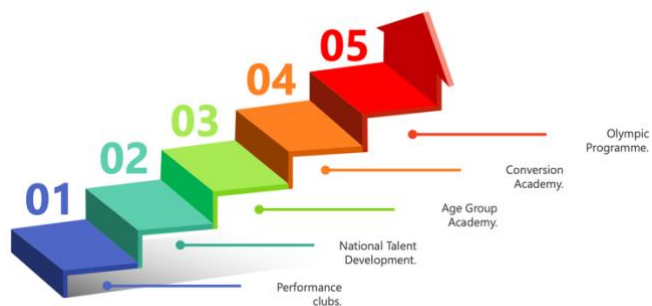 05
04
03
02
01
Olympic
Programme.
Conversion
Academy.
Age Group
Academy.
National Talent
Development.
Performance
clubs.